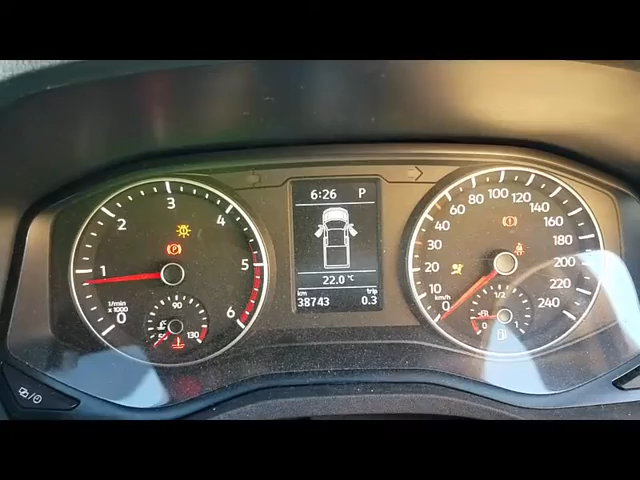 6:26 P
22.0 °C
km trip
38743 0.3
0 1 2 3 4 5 6
1/min
x1000
50 90 130
0 10 20 30 40 60 80 100 120 140 160 180 200 220 240
km/h
0 1/2 1